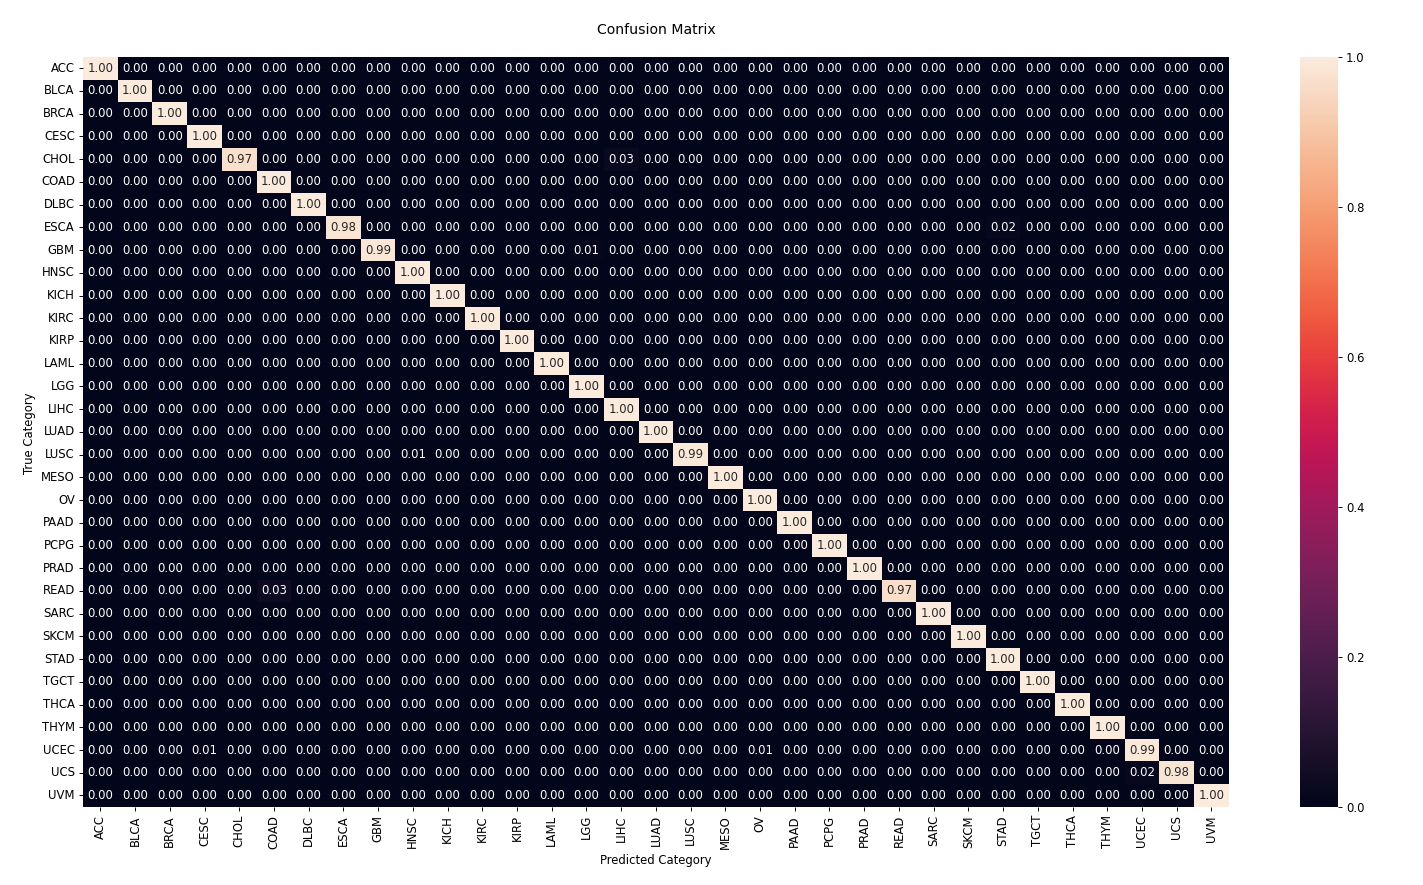 Confusion Matrix
ACC 1.00 0.00 0.00 0.00 0.00 0.00 0.00 0.00 0.00 0.00 0.00 0.00 0.00 0.00 0.00 0.00 0.00 0.00 0.00 0.00 0.00 0.00 0.00 0.00 0.00 0.00 0.00 0.00 0.00 0.00 0.00 0.00 0.00
BLCA 0.00 1.00 0.00 0.00 0.00 0.00 0.00 0.00 0.00 0.00 0.00 0.00 0.00 0.00 0.00 0.00 0.00 0.00 0.00 0.00 0.00 0.00 0.00 0.00 0.00 0.00 0.00 0.00 0.00 0.00 0.00 0.00 0.00
BRCA 0.00 0.00 1.00 0.00 0.00 0.00 0.00 0.00 0.00 0.00 0.00 0.00 0.00 0.00 0.00 0.00 0.00 0.00 0.00 0.00 0.00 0.00 0.00 0.00 0.00 0.00 0.00 0.00 0.00 0.00 0.00 0.00 0.00
CESC 0.00 0.00 0.00 1.00 0.00 0.00 0.00 0.00 0.00 0.00 0.00 0.00 0.00 0.00 0.00 0.00 0.00 0.00 0.00 0.00 0.00 0.00 0.00 0.00 0.00 0.00 0.00 0.00 0.00 0.00 0.00 0.00 0.00
CHOL 0.00 0.00 0.00 0.00 0.97 0.00 0.00 0.00 0.00 0.00 0.00 0.00 0.00 0.00 0.00 0.03 0.00 0.00 0.00 0.00 0.00 0.00 0.00 0.00 0.00 0.00 0.00 0.00 0.00 0.00 0.00 0.00 0.00
COAD 0.00 0.00 0.00 0.00 0.00 1.00 0.00 0.00 0.00 0.00 0.00 0.00 0.00 0.00 0.00 0.00 0.00 0.00 0.00 0.00 0.00 0.00 0.00 0.00 0.00 0.00 0.00 0.00 0.00 0.00 0.00 0.00 0.00
DLBC 0.00 0.00 0.00 0.00 0.00 0.00 1.00 0.00 0.00 0.00 0.00 0.00 0.00 0.00 0.00 0.00 0.00 0.00 0.00 0.00 0.00 0.00 0.00 0.00 0.00 0.00 0.00 0.00 0.00 0.00 0.00 0.00 0.00
ESCA 0.00 0.00 0.00 0.00 0.00 0.00 0.00 0.98 0.00 0.00 0.00 0.00 0.00 0.00 0.00 0.00 0.00 0.00 0.00 0.00 0.00 0.00 0.00 0.00 0.00 0.00 0.02 0.00 0.00 0.00 0.00 0.00 0.00
GBM 0.00 0.00 0.00 0.00 0.00 0.00 0.00 0.00 0.99 0.00 0.00 0.00 0.00 0.00 0.01 0.00 0.00 0.00 0.00 0.00 0.00 0.00 0.00 0.00 0.00 0.00 0.00 0.00 0.00 0.00 0.00 0.00 0.00
HNSC 0.00 0.00 0.00 0.00 0.00 0.00 0.00 0.00 0.00 1.00 0.00 0.00 0.00 0.00 0.00 0.00 0.00 0.00 0.00 0.00 0.00 0.00 0.00 0.00 0.00 0.00 0.00 0.00 0.00 0.00 0.00 0.00 0.00
KICH 0.00 0.00 0.00 0.00 0.00 0.00 0.00 0.00 0.00 0.00 1.00 0.00 0.00 0.00 0.00 0.00 0.00 0.00 0.00 0.00 0.00 0.00 0.00 0.00 0.00 0.00 0.00 0.00 0.00 0.00 0.00 0.00 0.00
KIRC 0.00 0.00 0.00 0.00 0.00 0.00 0.00 0.00 0.00 0.00 0.00 1.00 0.00 0.00 0.00 0.00 0.00 0.00 0.00 0.00 0.00 0.00 0.00 0.00 0.00 0.00 0.00 0.00 0.00 0.00 0.00 0.00 0.00
KIRP 0.00 0.00 0.00 0.00 0.00 0.00 0.00 0.00 0.00 0.00 0.00 0.00 1.00 0.00 0.00 0.00 0.00 0.00 0.00 0.00 0.00 0.00 0.00 0.00 0.00 0.00 0.00 0.00 0.00 0.00 0.00 0.00 0.00
LAML 0.00 0.00 0.00 0.00 0.00 0.00 0.00 0.00 0.00 0.00 0.00 0.00 0.00 1.00 0.00 0.00 0.00 0.00 0.00 0.00 0.00 0.00 0.00 0.00 0.00 0.00 0.00 0.00 0.00 0.00 0.00 0.00 0.00
LGG 0.00 0.00 0.00 0.00 0.00 0.00 0.00 0.00 0.00 0.00 0.00 0.00 0.00 0.00 1.00 0.00 0.00 0.00 0.00 0.00 0.00 0.00 0.00 0.00 0.00 0.00 0.00 0.00 0.00 0.00 0.00 0.00 0.00
LIHC 0.00 0.00 0.00 0.00 0.00 0.00 0.00 0.00 0.00 0.00 0.00 0.00 0.00 0.00 0.00 1.00 0.00 0.00 0.00 0.00 0.00 0.00 0.00 0.00 0.00 0.00 0.00 0.00 0.00 0.00 0.00 0.00 0.00
LUAD 0.00 0.00 0.00 0.00 0.00 0.00 0.00 0.00 0.00 0.00 0.00 0.00 0.00 0.00 0.00 0.00 1.00 0.00 0.00 0.00 0.00 0.00 0.00 0.00 0.00 0.00 0.00 0.00 0.00 0.00 0.00 0.00 0.00
LUSC 0.00 0.00 0.00 0.00 0.00 0.00 0.00 0.00 0.00 0.01 0.00 0.00 0.00 0.00 0.00 0.00 0.00 0.99 0.00 0.00 0.00 0.00 0.00 0.00 0.00 0.00 0.00 0.00 0.00 0.00 0.00 0.00 0.00
MESO 0.00 0.00 0.00 0.00 0.00 0.00 0.00 0.00 0.00 0.00 0.00 0.00 0.00 0.00 0.00 0.00 0.00 0.00 1.00 0.00 0.00 0.00 0.00 0.00 0.00 0.00 0.00 0.00 0.00 0.00 0.00 0.00 0.00
OV 0.00 0.00 0.00 0.00 0.00 0.00 0.00 0.00 0.00 0.00 0.00 0.00 0.00 0.00 0.00 0.00 0.00 0.00 0.00 1.00 0.00 0.00 0.00 0.00 0.00 0.00 0.00 0.00 0.00 0.00 0.00 0.00 0.00
PAAD 0.00 0.00 0.00 0.00 0.00 0.00 0.00 0.00 0.00 0.00 0.00 0.00 0.00 0.00 0.00 0.00 0.00 0.00 0.00 0.00 1.00 0.00 0.00 0.00 0.00 0.00 0.00 0.00 0.00 0.00 0.00 0.00 0.00
PCPG 0.00 0.00 0.00 0.00 0.00 0.00 0.00 0.00 0.00 0.00 0.00 0.00 0.00 0.00 0.00 0.00 0.00 0.00 0.00 0.00 0.00 1.00 0.00 0.00 0.00 0.00 0.00 0.00 0.00 0.00 0.00 0.00 0.00
PRAD 0.00 0.00 0.00 0.00 0.00 0.00 0.00 0.00 0.00 0.00 0.00 0.00 0.00 0.00 0.00 0.00 0.00 0.00 0.00 0.00 0.00 0.00 1.00 0.00 0.00 0.00 0.00 0.00 0.00 0.00 0.00 0.00 0.00
READ 0.00 0.00 0.00 0.00 0.00 0.03 0.00 0.00 0.00 0.00 0.00 0.00 0.00 0.00 0.00 0.00 0.00 0.00 0.00 0.00 0.00 0.00 0.00 0.97 0.00 0.00 0.00 0.00 0.00 0.00 0.00 0.00 0.00
SARC 0.00 0.00 0.00 0.00 0.00 0.00 0.00 0.00 0.00 0.00 0.00 0.00 0.00 0.00 0.00 0.00 0.00 0.00 0.00 0.00 0.00 0.00 0.00 0.00 1.00 0.00 0.00 0.00 0.00 0.00 0.00 0.00 0.00
SKCM 0.00 0.00 0.00 0.00 0.00 0.00 0.00 0.00 0.00 0.00 0.00 0.00 0.00 0.00 0.00 0.00 0.00 0.00 0.00 0.00 0.00 0.00 0.00 0.00 0.00 1.00 0.00 0.00 0.00 0.00 0.00 0.00 0.00
STAD 0.00 0.00 0.00 0.00 0.00 0.00 0.00 0.00 0.00 0.00 0.00 0.00 0.00 0.00 0.00 0.00 0.00 0.00 0.00 0.00 0.00 0.00 0.00 0.00 0.00 0.00 1.00 0.00 0.00 0.00 0.00 0.00 0.00
TGCT 0.00 0.00 0.00 0.00 0.00 0.00 0.00 0.00 0.00 0.00 0.00 0.00 0.00 0.00 0.00 0.00 0.00 0.00 0.00 0.00 0.00 0.00 0.00 0.00 0.00 0.00 0.00 1.00 0.00 0.00 0.00 0.00 0.00
THCA 0.00 0.00 0.00 0.00 0.00 0.00 0.00 0.00 0.00 0.00 0.00 0.00 0.00 0.00 0.00 0.00 0.00 0.00 0.00 0.00 0.00 0.00 0.00 0.00 0.00 0.00 0.00 0.00 1.00 0.00 0.00 0.00 0.00
THYM 0.00 0.00 0.00 0.00 0.00 0.00 0.00 0.00 0.00 0.00 0.00 0.00 0.00 0.00 0.00 0.00 0.00 0.00 0.00 0.00 0.00 0.00 0.00 0.00 0.00 0.00 0.00 0.00 0.00 1.00 0.00 0.00 0.00
UCEC 0.00 0.00 0.00 0.01 0.00 0.00 0.00 0.00 0.00 0.00 0.00 0.00 0.00 0.00 0.00 0.00 0.00 0.00 0.00 0.01 0.00 0.00 0.00 0.00 0.00 0.00 0.00 0.00 0.00 0.00 0.99 0.00 0.00
UCS 0.00 0.00 0.00 0.00 0.00 0.00 0.00 0.00 0.00 0.00 0.00 0.00 0.00 0.00 0.00 0.00 0.00 0.00 0.00 0.00 0.00 0.00 0.00 0.00 0.00 0.00 0.00 0.00 0.00 0.00 0.02 0.98 0.00
UVM 0.00 0.00 0.00 0.00 0.00 0.00 0.00 0.00 0.00 0.00 0.00 0.00 0.00 0.00 0.00 0.00 0.00 0.00 0.00 0.00 0.00 0.00 0.00 0.00 0.00 0.00 0.00 0.00 0.00 0.00 0.00 0.00 1.00
True Category
ACC BLCA BRCA CESC CHOL COAD DLBC ESCA GBM HNSC KICH KIRC KIRP LAML LGG LIHC LUAD LUSC MESO OV PAAD PCPG PRAD READ SARC SKCM STAD TGCT THCA THYM UCEC UCS UVM
Predicted Category
1.0
0.8
0.6
0.4
0.2
0.0